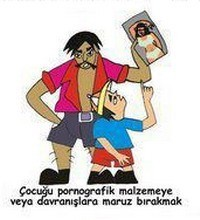 Çocuğu pornografik malzemeye
veya davranışlara maruz bırakmak